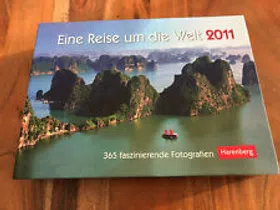 Eine Reise um die Welt 2011
365 faszinierende Fotografien Harenberg